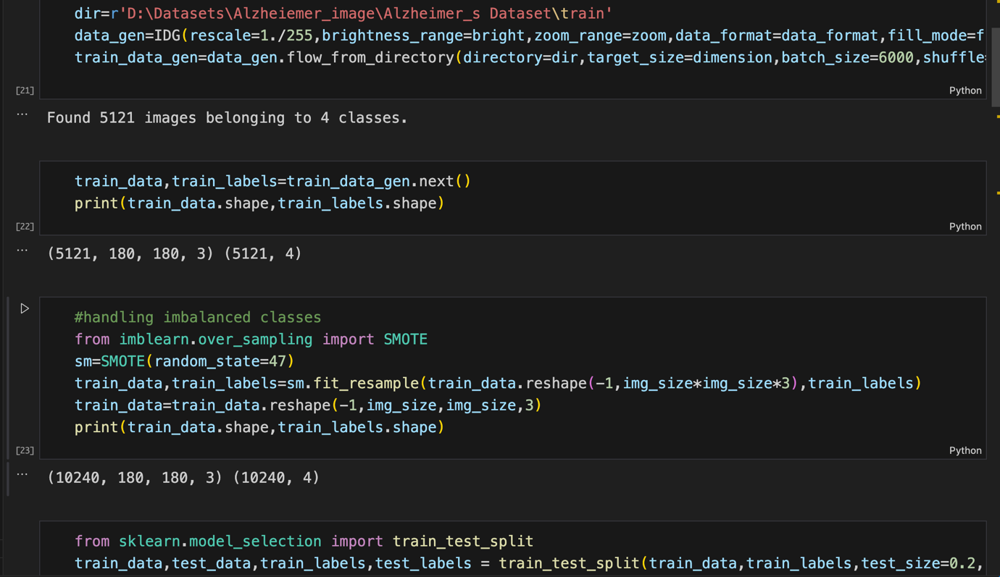 dir=r'D:\Datasets\Alzheiemer_image\Alzheimer_s Dataset\train'
data_gen=IDG(rescale=1./255,brightness_range=bright,zoom_range=zoom,data_format=data_format,fill_mode=f
train_data_gen=data_gen.flow_from_directory(directory=dir,target_size=dimension,batch_size=6000,shuffle=
[21]
Python
... Found 5121 images belonging to 4 classes.
train_data,train_labels=train_data_gen.next()
print(train_data.shape,train_labels.shape)
[22]
Python
... (5121, 180, 180, 3) (5121, 4)
#handling imbalanced classes
from imblearn.over_sampling import SMOTE
sm=SMOTE(random_state=47)
train_data,train_labels=sm.fit_resample(train_data.reshape(-1,img_size*img_size*3),train_labels)
train_data=train_data.reshape(-1,img_size,img_size,3)
print(train_data.shape,train_labels.shape)
[23]
Python
... (10240, 180, 180, 3) (10240, 4)
from sklearn.model_selection import train_test_split
train_data,test_data,train_labels,test_labels = train_test_split(train_data,train_labels,test_size=0.2,